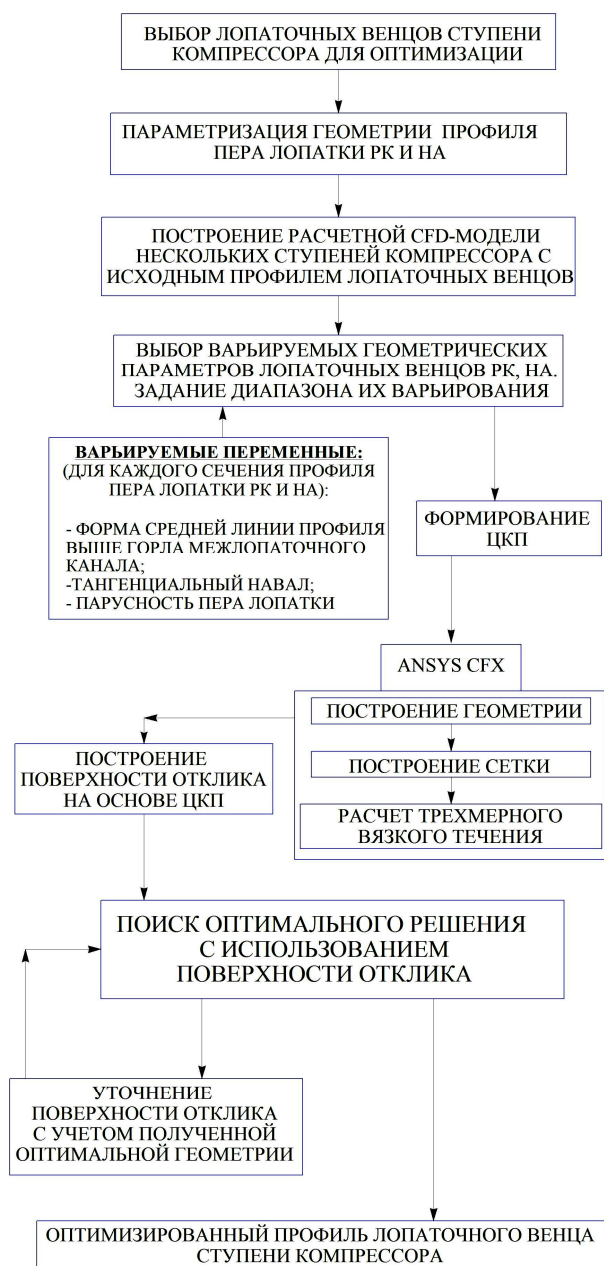 ВЫБОР ЛОПАТОЧНЫХ ВЕНЦОВ СТУПЕНИ
КОМПРЕССОРА ДЛЯ ОПТИМИЗАЦИИ
ПАРАМЕТРИЗАЦИЯ ГЕОМЕТРИИ ПРОФИЛЯ
ПЕРА ЛОПАТКИ РК И НА
ПОСТРОЕНИЕ РАСЧЕТНОЙ CFD-МОДЕЛИ
НЕСКОЛЬКИХ СТУПЕНЕЙ КОМПРЕССОРА С
ИСХОДНЫМ ПРОФИЛЕМ ЛОПАТОЧНЫХ ВЕНЦОВ
ВЫБОР ВАРЬИРУЕМЫХ ГЕОМЕТРИЧЕСКИХ
ПАРАМЕТРОВ ЛОПАТОЧНЫХ ВЕНЦОВ РК, НА.
ЗАДАНИЕ ДИАПАЗОНА ИХ ВАРЬИРОВАНИЯ
ВАРЬИРУЕМЫЕ ПЕРЕМЕННЫЕ:
(ДЛЯ КАЖДОГО СЕЧЕНИЯ ПРОФИЛЯ
ПЕРА ЛОПАТКИ РК И НА):
- ФОРМА СРЕДНЕЙ ЛИНИИ ПРОФИЛЯ
ВЫШЕ ГОРЛА МЕЖЛОПАТОЧНОГО
КАНАЛА;
-ТАНГЕНЦИАЛЬНЫЙ НАВАЛ;
- ПАРУСНОСТЬ ПЕРА ЛОПАТКИ
ФОРМИРОВАНИЕ
ЦКП
ANSYS CFX
ПОСТРОЕНИЕ ГЕОМЕТРИИ
ПОСТРОЕНИЕ СЕТКИ
РАСЧЕТ ТРЕХМЕРНОГО
ВЯЗКОГО ТЕЧЕНИЯ
ПОСТРОЕНИЕ
ПОВЕРХНОСТИ ОТКЛИКА
НА ОСНОВЕ ЦКП
ПОИСК ОПТИМАЛЬНОГО РЕШЕНИЯ
С ИСПОЛЬЗОВАНИЕМ
ПОВЕРХНОСТИ ОТКЛИКА
УТОЧНЕНИЕ
ПОВЕРХНОСТИ ОТКЛИКА
С УЧЕТОМ ПОЛУЧЕННОЙ
ОПТИМАЛЬНОЙ ГЕОМЕТРИИ
ОПТИМИЗИРОВАННЫЙ ПРОФИЛЬ ЛОПАТОЧНОГО ВЕНЦА
СТУПЕНИ КОМПРЕССОРА